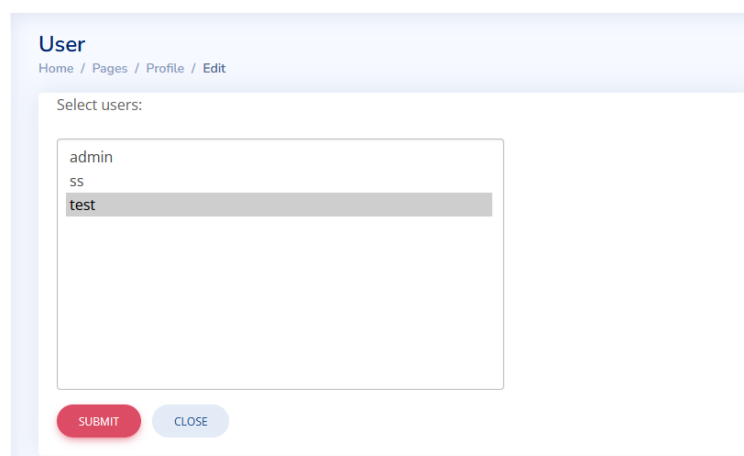 User
Home / Pages / Profile / Edit
Select users:
admin
ss
test
SUBMIT CLOSE